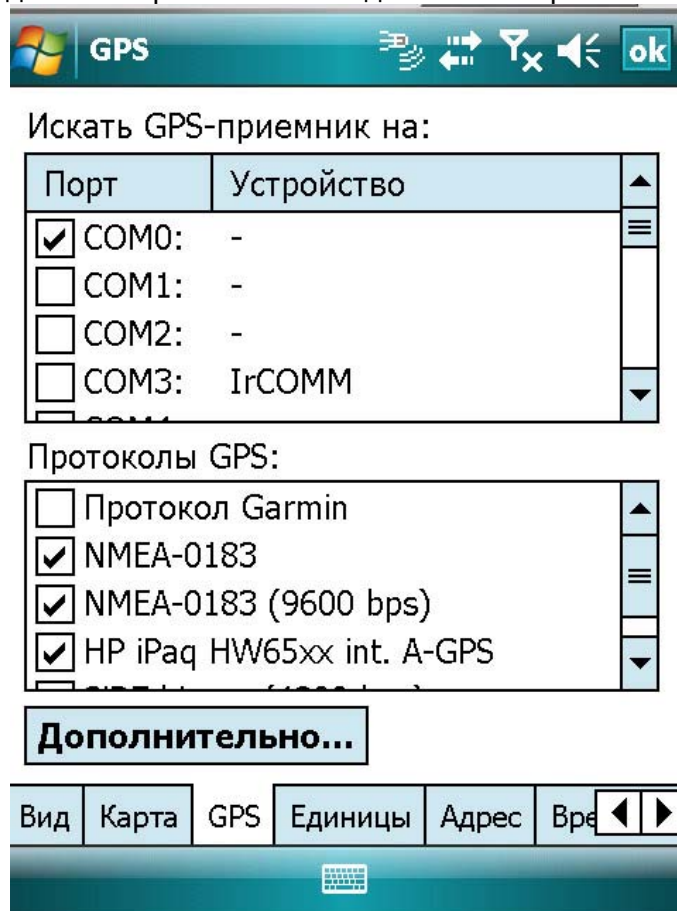 GPS
ok
Искать GPS-приемник на:
Порт Устройство
COM0: -
COM1: -
COM2: -
COM3: IrCOMM
Протоколы GPS:
Протокол Garmin
NMEA-0183
NMEA-0183 (9600 bps)
HP iPaq HW65xx int. A-GPS
Дополнительно...
Вид Карта GPS Единицы Адрес